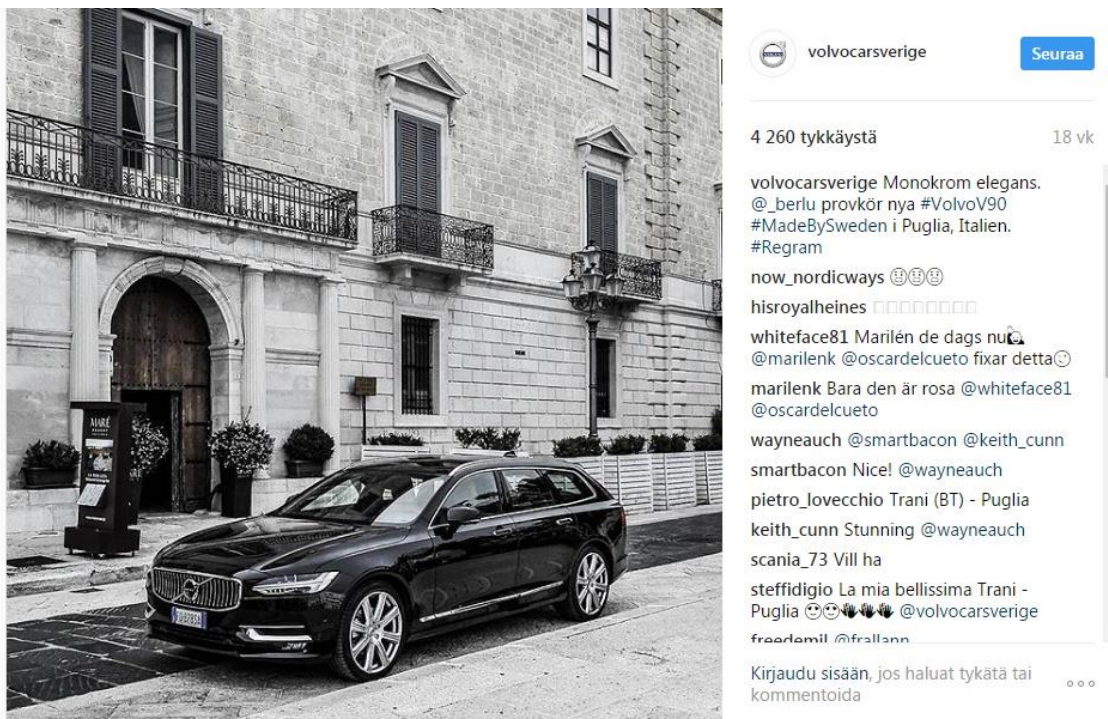 volvocarsverige
Seuraa
4 260 tykkäystä
18 vk
volvocarsverige Monokrom elegans.
@_berlu provkör nya #VolvoV90
#MadeBySweden i Puglia, Italien.
#Regram
now_nordicways
hisroyalheines
whiteface81 Marilén de dags nu
@marilenk @oscardelcueto fixar detta
marilenk Bara den är rosa @whiteface81
@oscardelcueto
wayneauch @smartbacon @keith_cunn
smartbacon Nice! @wayneauch
pietro_lovecchio Trani (BT) - Puglia
keith_cunn Stunning @wayneauch
scania_73 Vill ha
steffidigio La mia bellissima Trani -
Puglia @volvocarsverige
freedemil @frallann
Kirjaudu sisään, jos haluat tykätä tai
kommentoida
MARÉ
RESORT